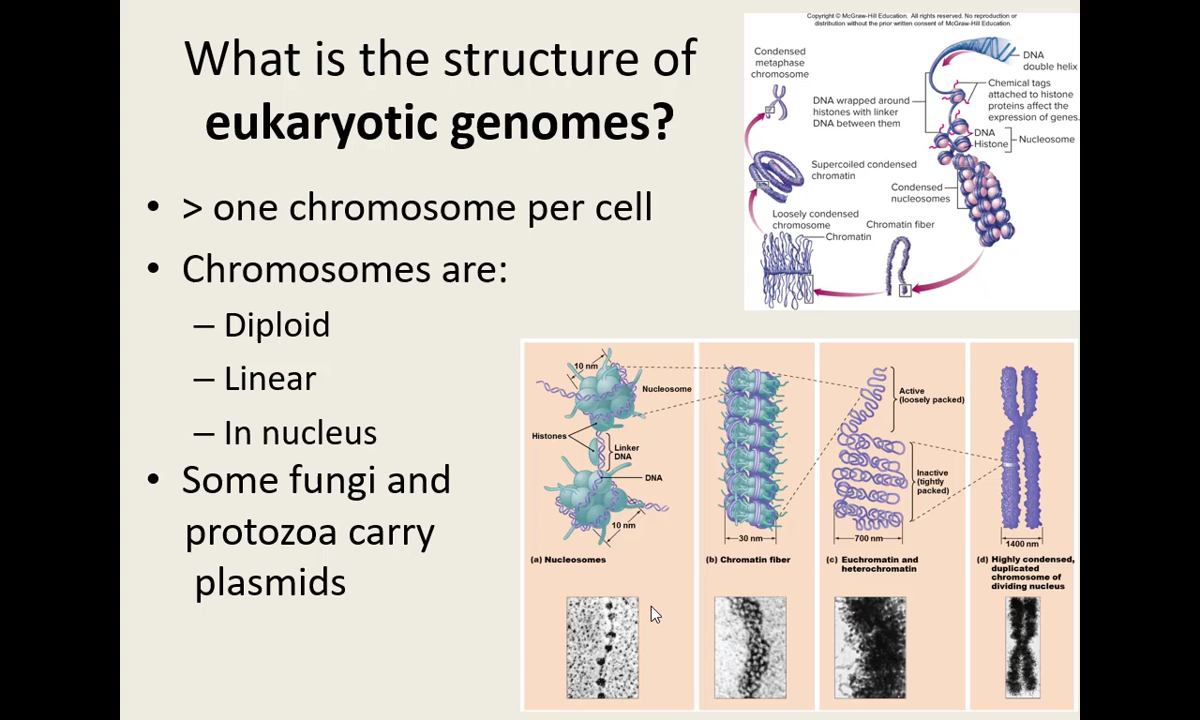 What is the structure of
eukaryotic genomes?
• > one chromosome per cell
• Chromosomes are:
– Diploid
– Linear
– In nucleus
• Some fungi and
protozoa carry
plasmids
Copyright © McGraw-Hill Education. All rights reserved. No reproduction or
distribution without the prior written consent of McGraw-Hill Education.
Condensed
metaphase
chromosome
DNA
double helix
Chemical tags
attached to histone
proteins affect the
expression of genes.
DNA wrapped around
histones with linker
DNA between them
DNA
Histone
Nucleosome
Supercoiled condensed
chromatin
Condensed
nucleosomes
Loosely condensed
chromosome
Chromatin
Chromatin fiber
10 nm
Nucleosome
Histones
Linker
DNA
DNA
10 nm
(a) Nucleosomes
30 nm
(b) Chromatin fiber
Active
(loosely packed)
Inactive
(tightly
packed)
700 nm
(c) Euchromatin and
heterochromatin
1400 nm
(d) Highly condensed,
duplicated
chromosome of
dividing nucleus